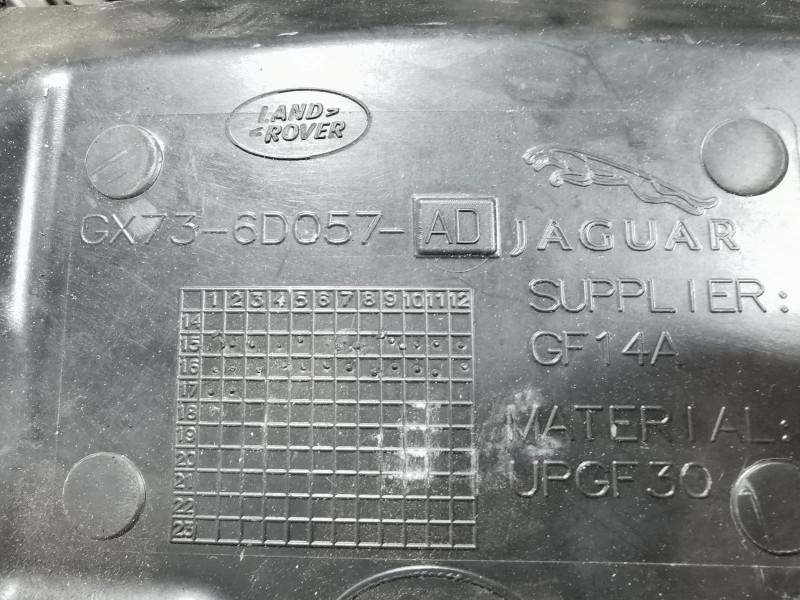 LAND
ROVER
GX73-6D057-AD
JAGUAR
SUPPLIER:
GF14A
MATERIAL:
UPGF30
1 2 3 4 5 6 7 8 9 10 11 12
14
15
16
17
18
19
20
21
22
23